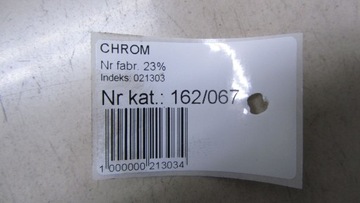 CHROM
Nr fabr. 23%
Indeks: 021303
Nr kat.: 162/067
1 000000 213034